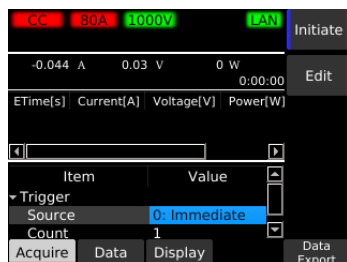 CC 80A 1000V LAN
Initiate
-0.044 A 0.03 V 0 W
0:00:00
Edit
ETime[s] Current[A] Voltage[V] Power[W]
Item Value
Trigger
Source 0: Immediate
Count 1
Acquire Data Display
Data
Export